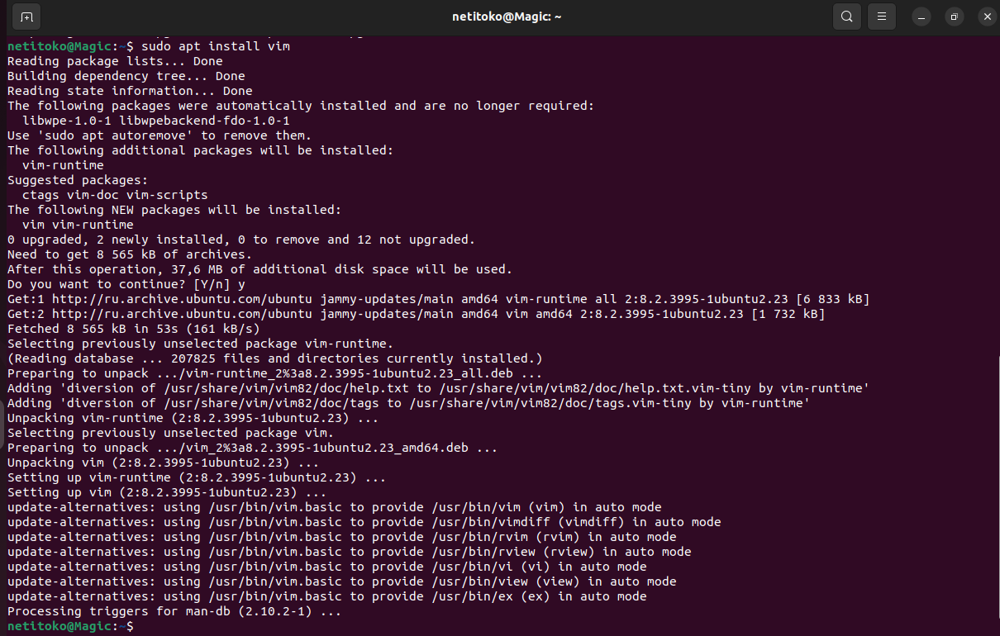 netitoko@Magic: ~
netitoko@Magic:~$ sudo apt install vim
Reading package lists... Done
Building dependency tree... Done
Reading state information... Done
The following packages were automatically installed and are no longer required:
  libwpe-1.0-1 libwpebackend-fdo-1.0-1
Use 'sudo apt autoremove' to remove them.
The following additional packages will be installed:
  vim-runtime
Suggested packages:
  ctags vim-doc vim-scripts
The following NEW packages will be installed:
  vim vim-runtime
0 upgraded, 2 newly installed, 0 to remove and 12 not upgraded.
Need to get 8 565 kB of archives.
After this operation, 37,6 MB of additional disk space will be used.
Do you want to continue? [Y/n] y
Get:1 http://ru.archive.ubuntu.com/ubuntu jammy-updates/main amd64 vim-runtime all 2:8.2.3995-1ubuntu2.23 [6 833 kB]
Get:2 http://ru.archive.ubuntu.com/ubuntu jammy-updates/main amd64 vim amd64 2:8.2.3995-1ubuntu2.23 [1 732 kB]
Fetched 8 565 kB in 53s (161 kB/s)
Selecting previously unselected package vim-runtime.
(Reading database ... 207825 files and directories currently installed.)
Preparing to unpack .../vim-runtime_2%3a8.2.3995-1ubuntu2.23_all.deb ...
Adding 'diversion of /usr/share/vim/vim82/doc/help.txt to /usr/share/vim/vim82/doc/help.txt.vim-tiny by vim-runtime'
Adding 'diversion of /usr/share/vim/vim82/doc/tags to /usr/share/vim/vim82/doc/tags.vim-tiny by vim-runtime'
Unpacking vim-runtime (2:8.2.3995-1ubuntu2.23) ...
Selecting previously unselected package vim.
Preparing to unpack .../vim_2%3a8.2.3995-1ubuntu2.23_amd64.deb ...
Unpacking vim (2:8.2.3995-1ubuntu2.23) ...
Setting up vim-runtime (2:8.2.3995-1ubuntu2.23) ...
Setting up vim (2:8.2.3995-1ubuntu2.23) ...
update-alternatives: using /usr/bin/vim.basic to provide /usr/bin/vim (vim) in auto mode
update-alternatives: using /usr/bin/vim.basic to provide /usr/bin/vimdiff (vimdiff) in auto mode
update-alternatives: using /usr/bin/vim.basic to provide /usr/bin/rvim (rvim) in auto mode
update-alternatives: using /usr/bin/vim.basic to provide /usr/bin/rview (rview) in auto mode
update-alternatives: using /usr/bin/vim.basic to provide /usr/bin/vi (vi) in auto mode
update-alternatives: using /usr/bin/vim.basic to provide /usr/bin/view (view) in auto mode
update-alternatives: using /usr/bin/vim.basic to provide /usr/bin/ex (ex) in auto mode
Processing triggers for man-db (2.10.2-1) ...
netitoko@Magic:~$